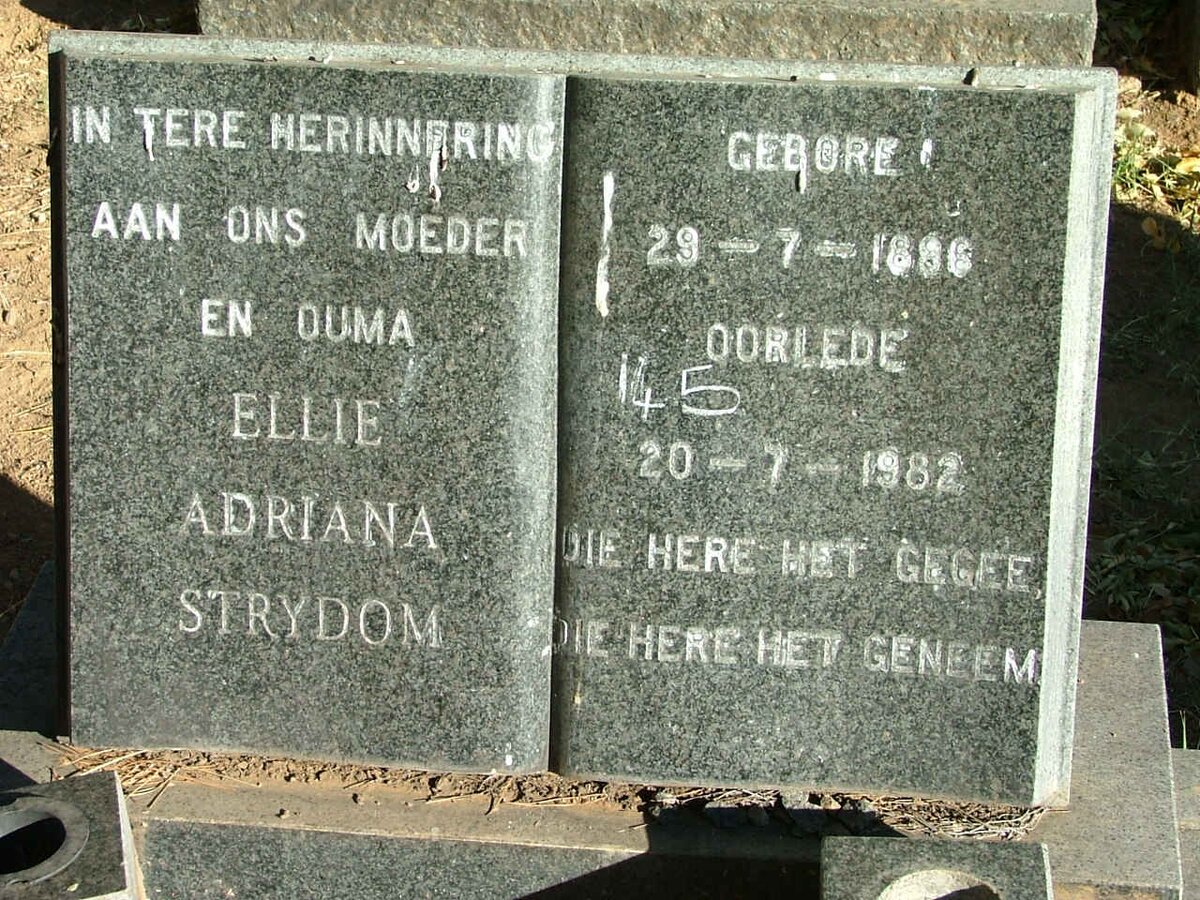 IN TERE HERINNERING
AAN ONS MOEDER
EN OUMA
ELLIE
ADRIANA
STRYDOM
GEBORE
29 - 7 - 1896
OORLEDE
145
20 - 7 - 1982
DIE HERE HET GEGEE,
DIE HERE HET GENEEM